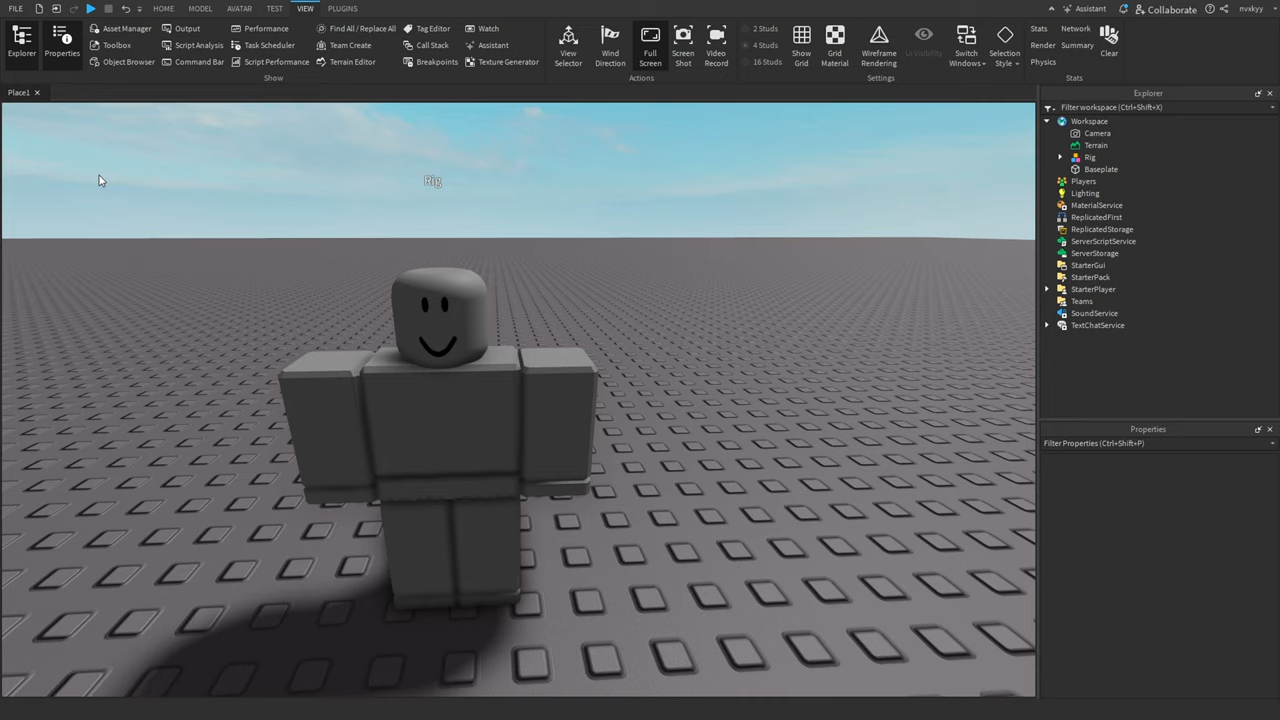 FILE HOME MODEL AVATAR TEST VIEW PLUGINS Assistant Collaborate nvxkyy
Explorer
Properties
Asset Manager Output Performance Find All / Replace All Tag Editor Watch
Toolbox Script Analysis Task Scheduler Team Create Call Stack Assistant
Object Browser Command Bar Script Performance Terrain Editor Breakpoints Texture Generator
Show
View
Selector
Wind
Direction
Full
Screen
Screen
Shot
Video
Record
Actions
2 Studs
4 Studs
16 Studs
Show
Grid
Grid
Material
Wireframe
Rendering
UI Visibility
Switch
Windows
Selection
Style
Settings
Stats Network
Render Summary
Physics
Clear
Stats
Place1
Rig
Explorer
Filter workspace (Ctrl+Shift+X)
Workspace
Camera
Terrain
Rig
Baseplate
Players
Lighting
MaterialService
ReplicatedFirst
ReplicatedStorage
ServerScriptService
ServerStorage
StarterGui
StarterPack
StarterPlayer
Teams
SoundService
TextChatService
Properties
Filter Properties (Ctrl+Shift+P)